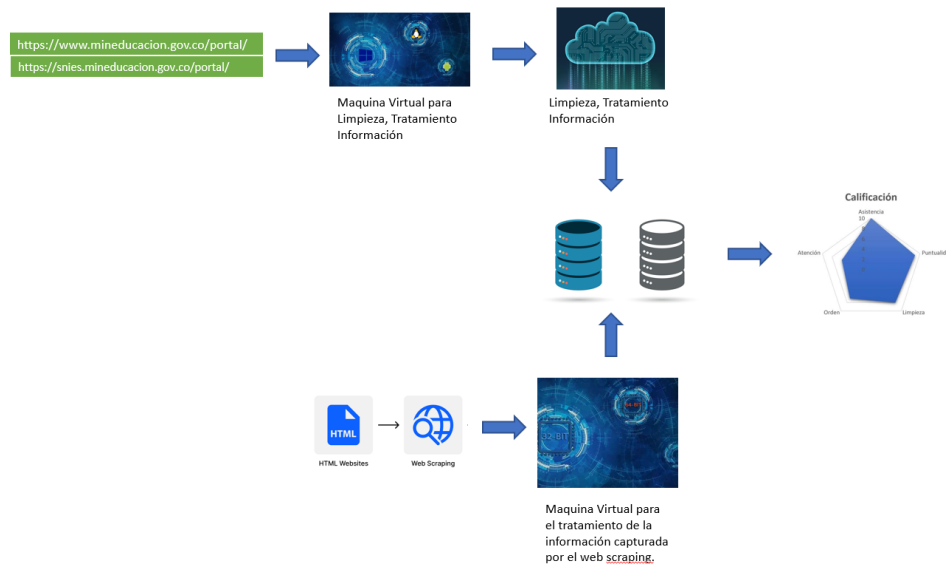 https://www.mineducacion.gov.co/portal/
https://snies.mineducacion.gov.co/portal/
Maquina Virtual para
Limpieza, Tratamiento
Información
Limpieza, Tratamiento
Información
Calificación
Asistencia
10
Atención
Puntualid
Orden
Limpieza
HTML
HTML Websites
Web Scraping
32-BIT
Maquina Virtual para
el tratamiento de la
información capturada
por el web scraping.